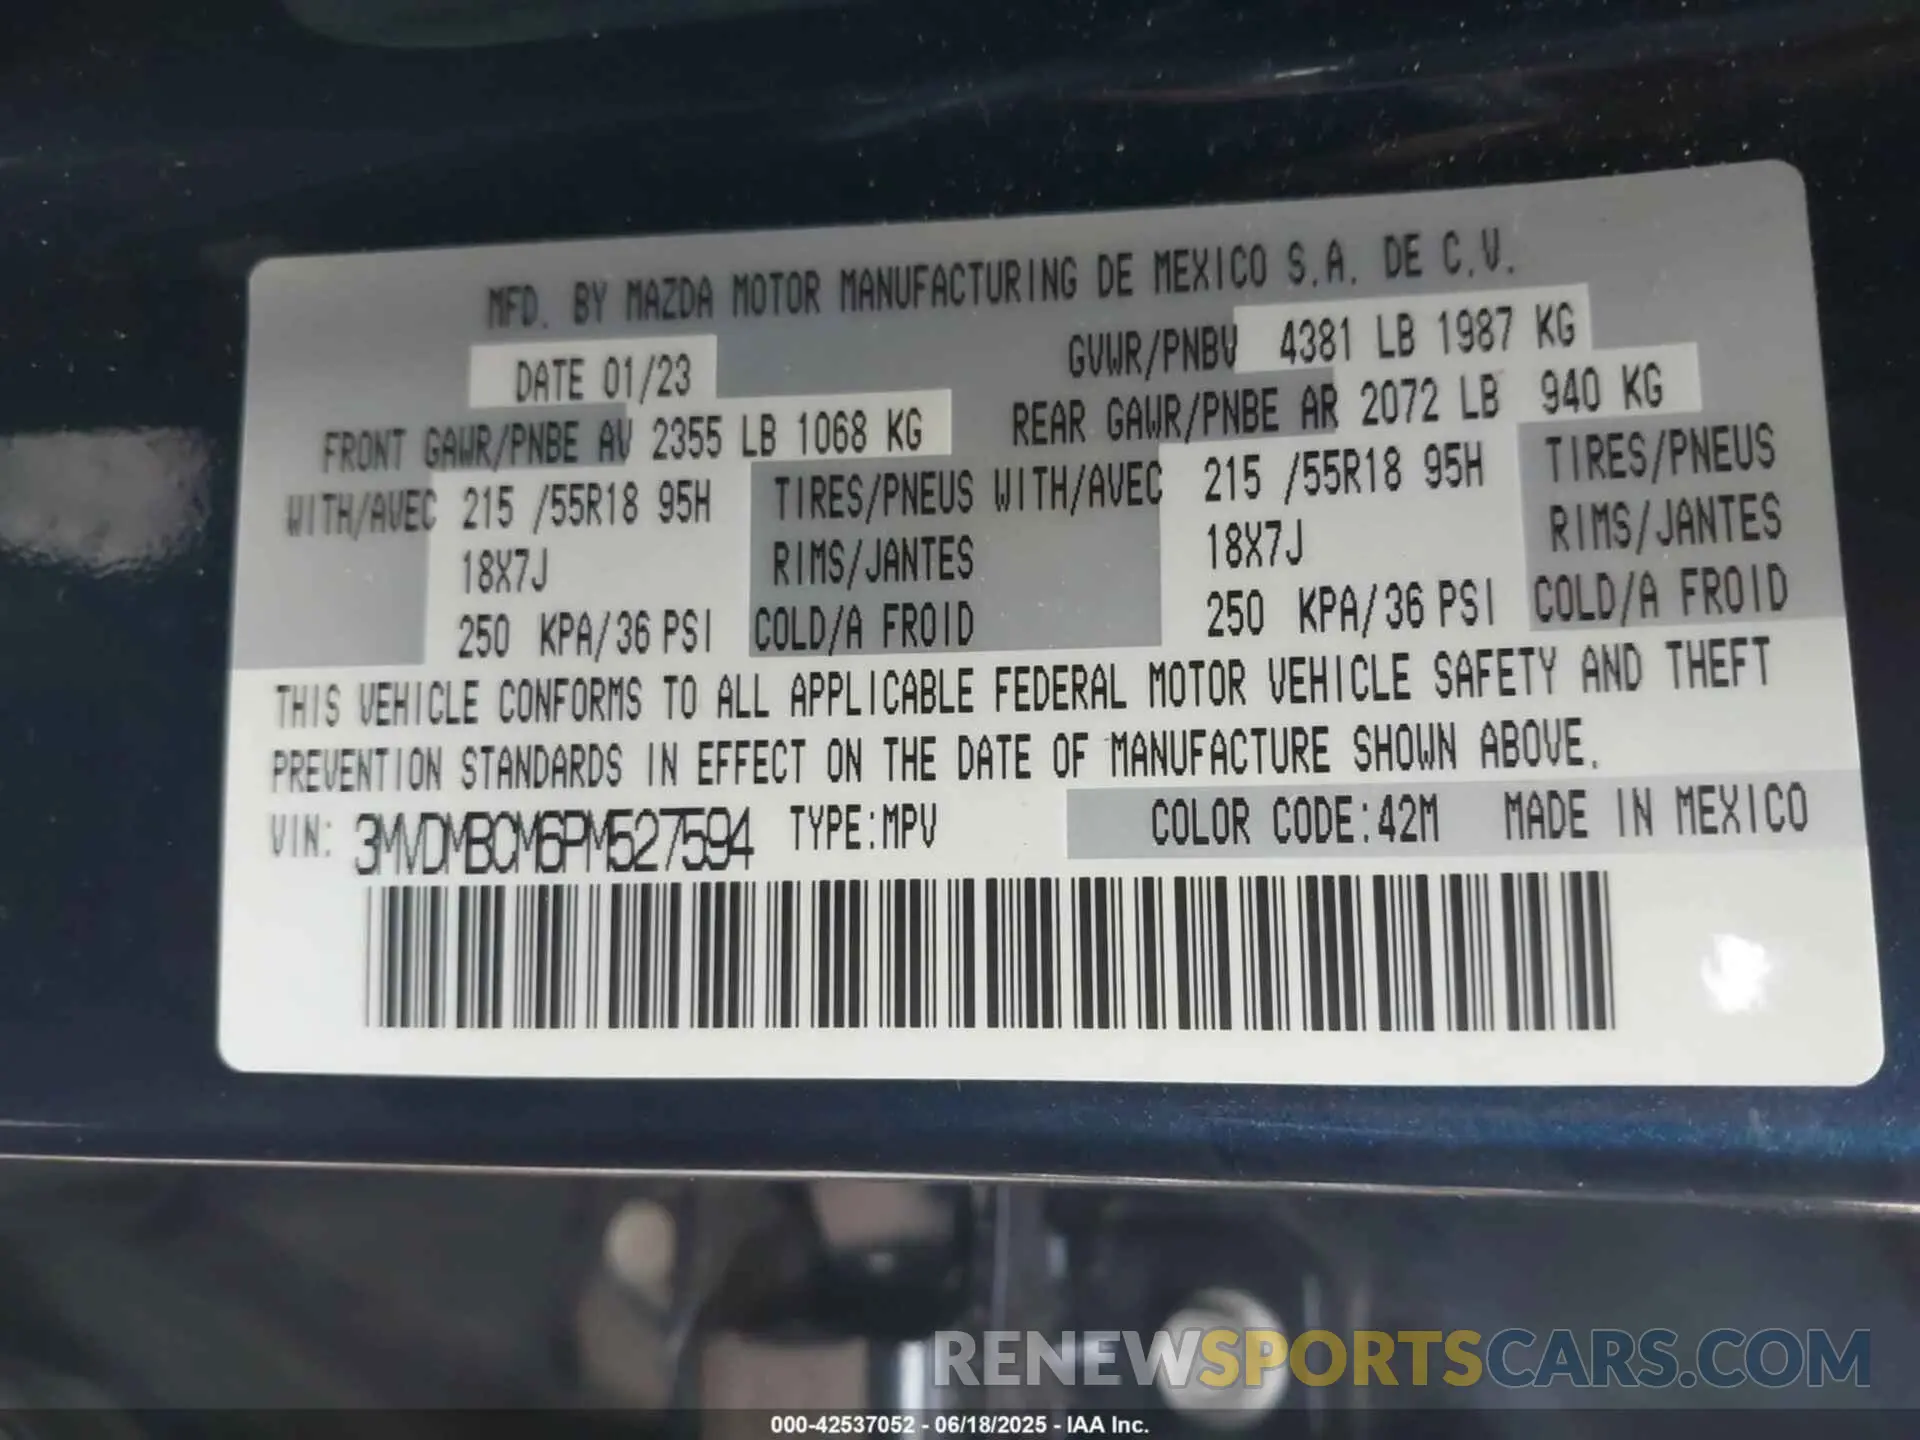 MFD. BY MAZDA MOTOR MANUFACTURING DE MEXICO S.A. DE C.V.
DATE 01/23 GVWR/PNBV 4381 LB 1987 KG
FRONT GAWR/PNBE AV 2355 LB 1068 KG REAR GAWR/PNBE AR 2072 LB 940 KG
WITH/AVEC 215 /55R18 95H TIRES/PNEUS WITH/AVEC 215 /55R18 95H TIRES/PNEUS
18X7J RIMS/JANTES 18X7J RIMS/JANTES
250 KPA/36 PSI COLD/A FROID 250 KPA/36 PSI COLD/A FROID
THIS VEHICLE CONFORMS TO ALL APPLICABLE FEDERAL MOTOR VEHICLE SAFETY AND THEFT
PREVENTION STANDARDS IN EFFECT ON THE DATE OF MANUFACTURE SHOWN ABOVE.
VIN: 3MVDMBCM6PM527594 TYPE:MPV COLOR CODE:42M MADE IN MEXICO
RENEWSPORTSCARS.COM
000-42537052 - 06/18/2025 - IAA Inc.